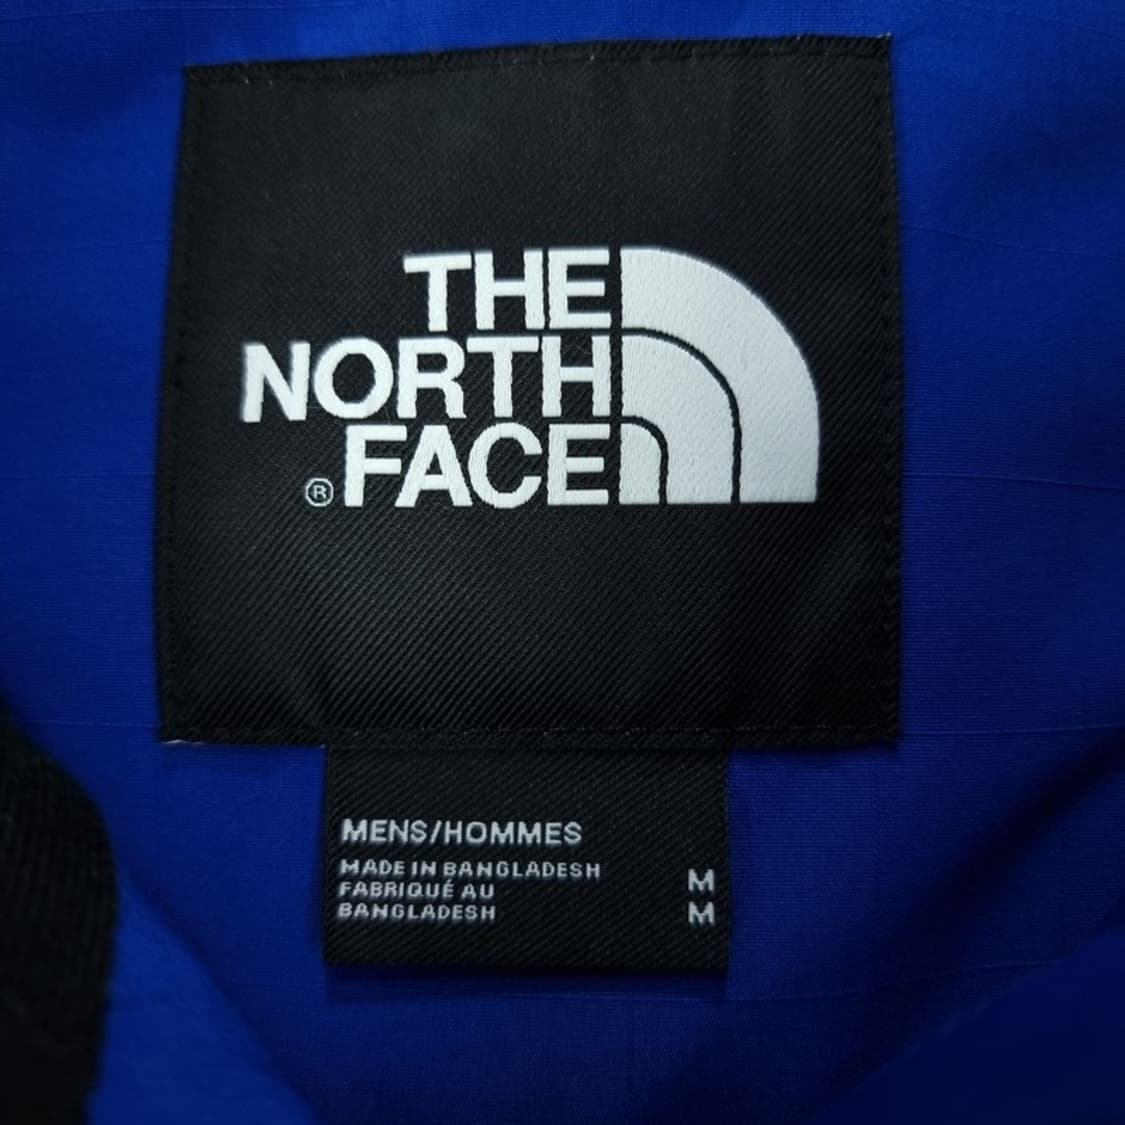 THE
NORTH
FACE
®
MENS/HOMMES
MADE IN BANGLADESH
FABRIQUÉ AU
BANGLADESH
M
M